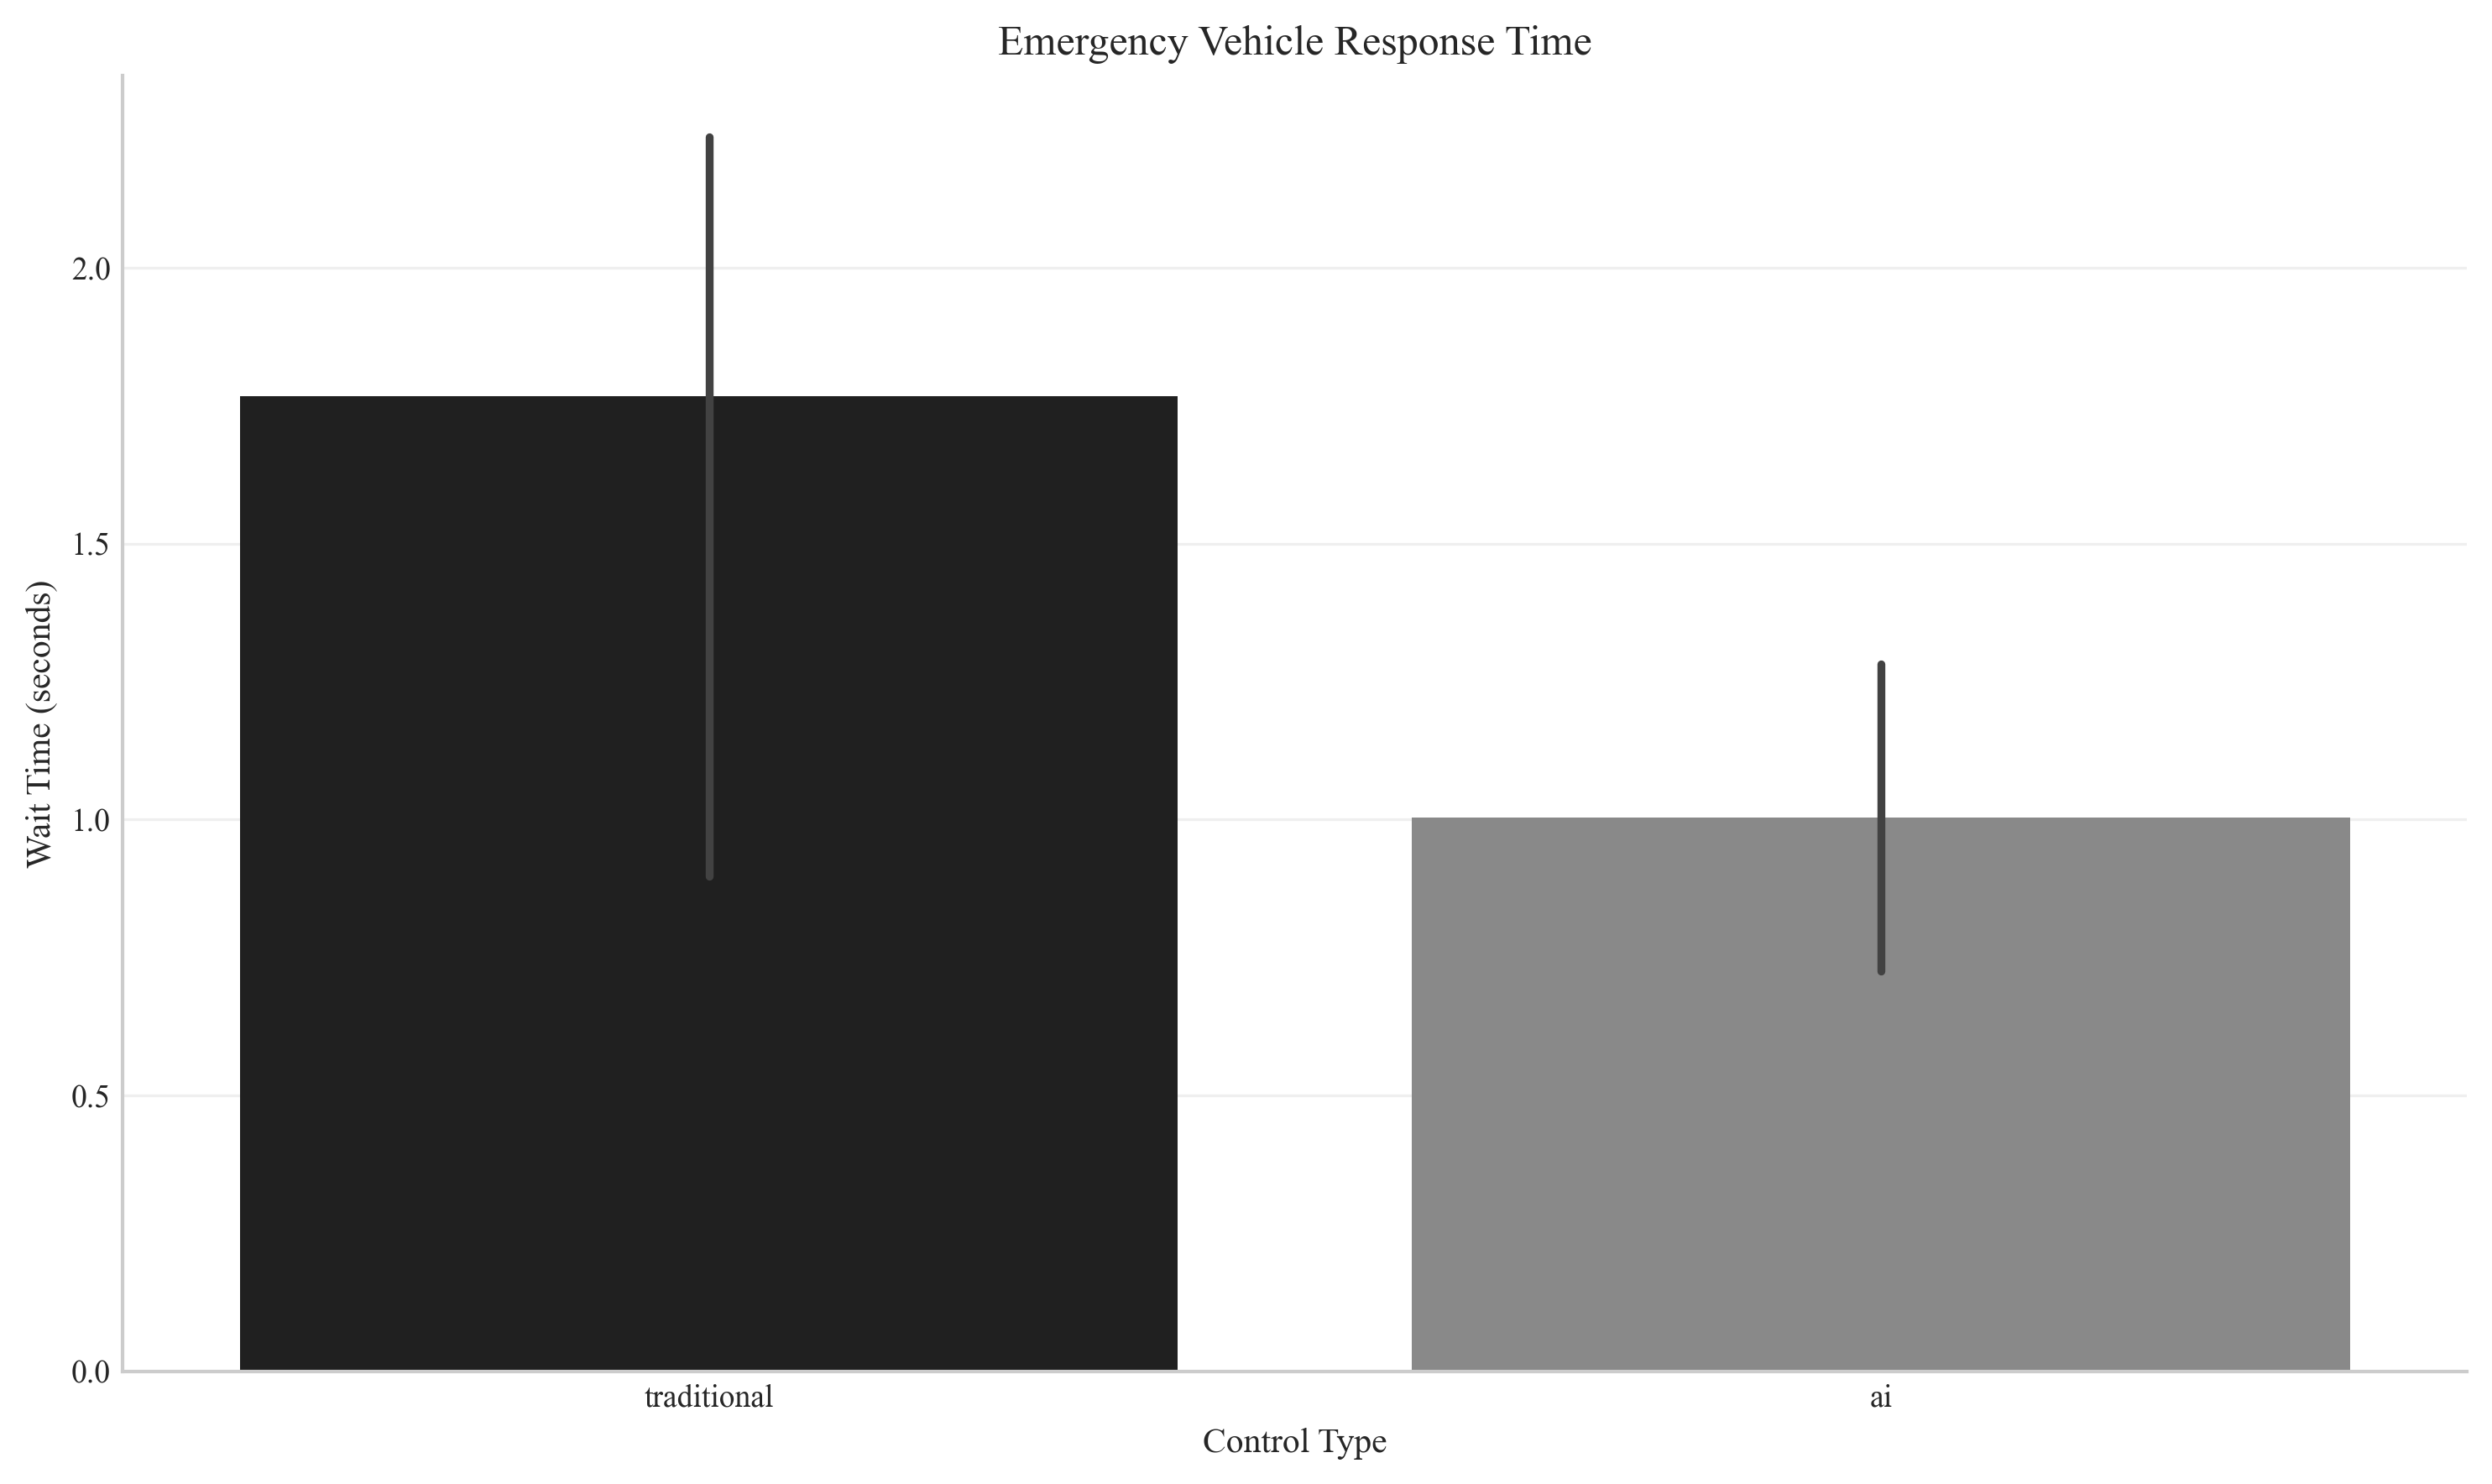 Emergency Vehicle Response Time
Wait Time (seconds)
2.0
1.5
1.0
0.5
0.0
traditional
ai
Control Type